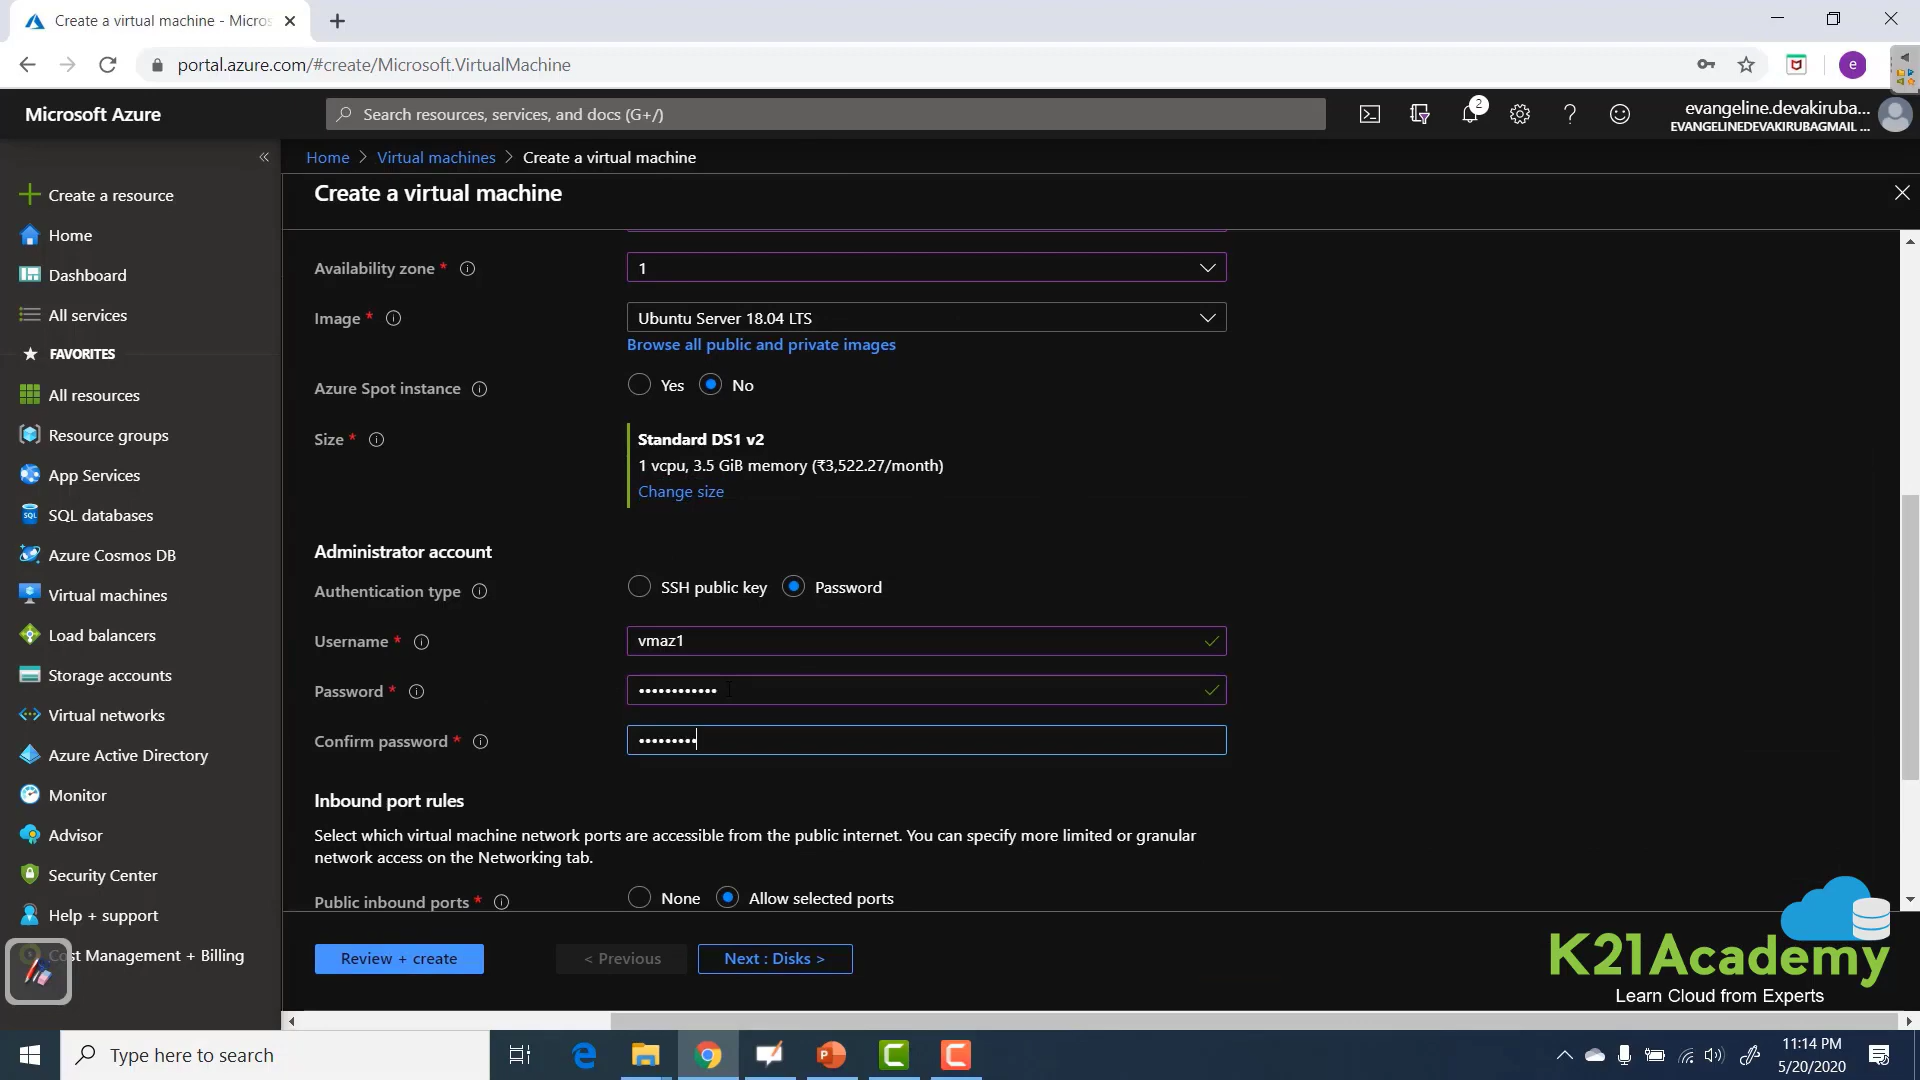 Create a virtual machine - Micros
portal.azure.com/#create/Microsoft.VirtualMachine
e
Microsoft Azure
Search resources, services, and docs (G+/)
2
evangeline.devakiruba...
EVANGELINEDEVAKIRUBAGMAIL ...
Home > Virtual machines > Create a virtual machine
Create a virtual machine
Create a resource
Home
Dashboard
All services
FAVORITES
All resources
Resource groups
App Services
SQL databases
Azure Cosmos DB
Virtual machines
Load balancers
Storage accounts
Virtual networks
Azure Active Directory
Monitor
Advisor
Security Center
Help + support
Cost Management + Billing
Availability zone *
1
Image *
Ubuntu Server 18.04 LTS
Browse all public and private images
Azure Spot instance
Yes No
Size *
Standard DS1 v2
1 vcpu, 3.5 GiB memory (₹3,522.27/month)
Change size
Administrator account
Authentication type
SSH public key Password
Username *
vmaz1
Password *
••••••••••••
Confirm password *
•••••••••
Inbound port rules
Select which virtual machine network ports are accessible from the public internet. You can specify more limited or granular
network access on the Networking tab.
Public inbound ports *
None Allow selected ports
Review + create
< Previous
Next : Disks >
K21Academy
Learn Cloud from Experts
Type here to search
11:14 PM
5/20/2020